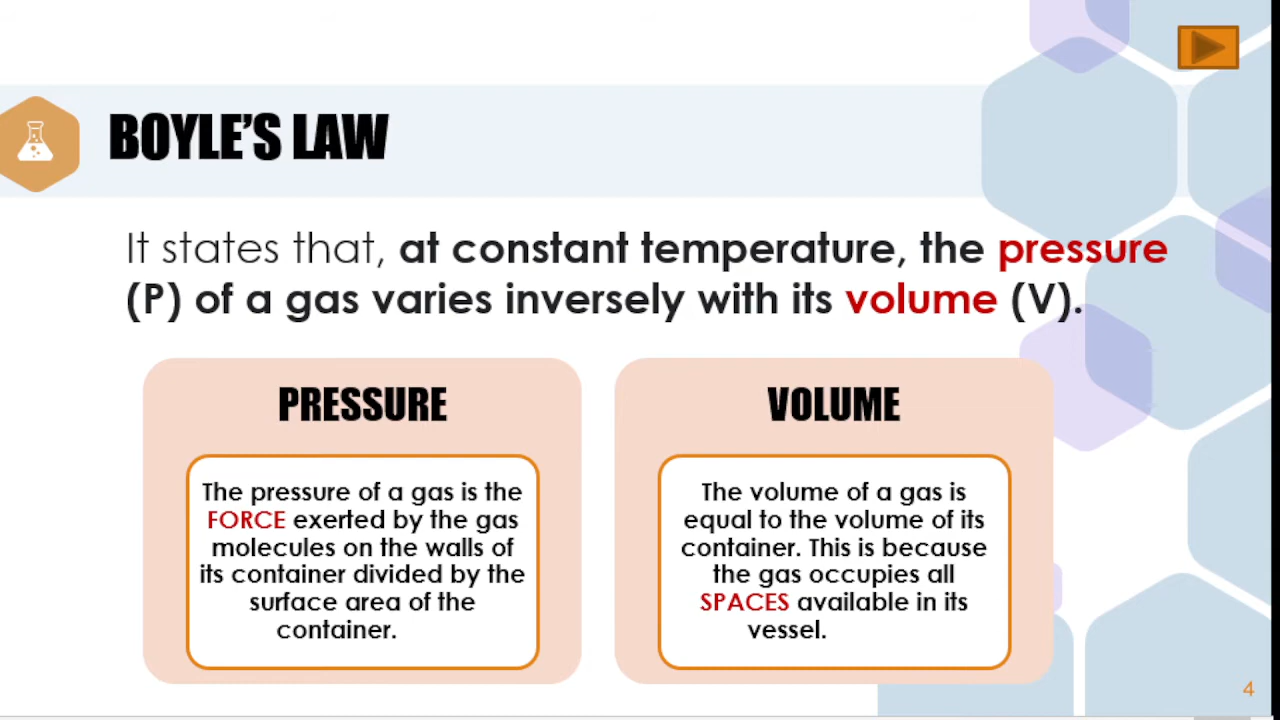 BOYLE'S LAW
It states that, at constant temperature, the pressure
(P) of a gas varies inversely with its volume (V).
PRESSURE
The pressure of a gas is the
FORCE exerted by the gas
molecules on the walls of
its container divided by the
surface area of the
container.
VOLUME
The volume of a gas is
equal to the volume of its
container. This is because
the gas occupies all
SPACES available in its
vessel.
4